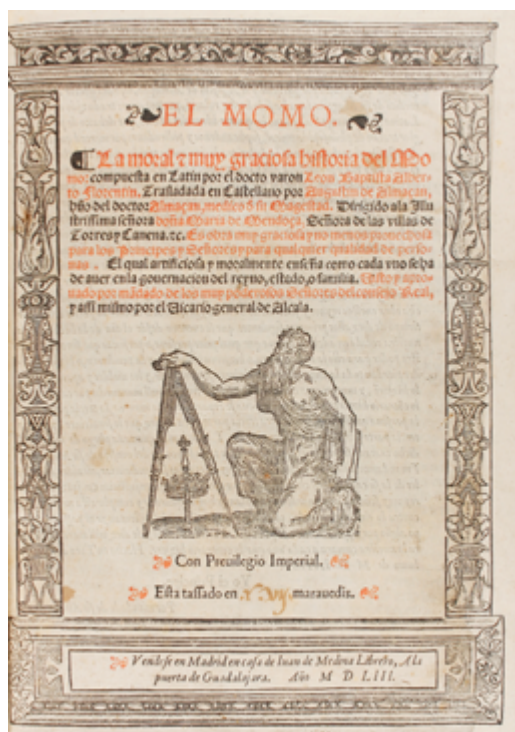 EL MOMO.
La moral ⁊ muy graciosa historia del Mo
mo: compuesta en Latin por el docto varon Leon Baptista Alber
to Florentin. Trasladada en Castellano por Augustin de Almaçan,
hijo del doctor Almaçan, medico ð su Magestad. Dirigido ala Illu
strissima señora doña Maria de Mendoça. Señora de las villas de
Torres y Canena. ⁊c. Es obra muy graciosa y no menos prouechosa
para los Principes y Señores y para qualquier qualidad de perso-
nas. El qual artificiosa y moralmente enseña como cada vno se ha
de auer en la gouernacion del reyno, estado, o familia. Visto y apro-
uado por mãdado de los muy poderosos Señores del consejo Real,
y assi mismo por el Vicario general de Alcala.
Con Preuilegio Imperial.
Esta tassado en marauedis.
Vendese en Madrid en casa de Iuan de Medina Librero, A la
puerta de Guadalajara. Año M D LIII.